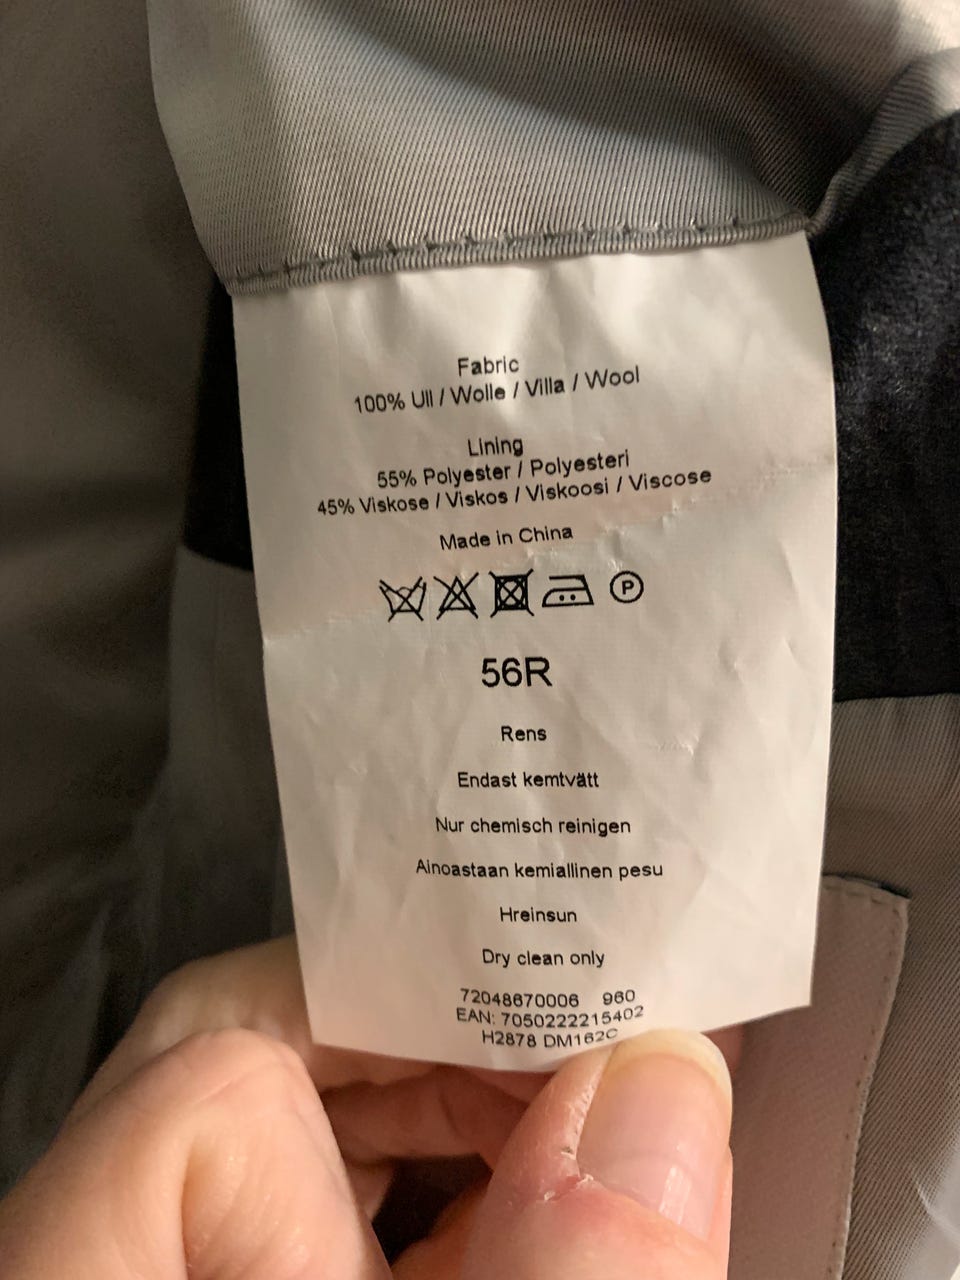 Fabric
100% Ull / Wolle / Villa / Wool
Lining
55% Polyester / Polyesteri
45% Viskose / Viskos / Viskoosi / Viscose
Made in China
P
56R
Rens
Endast kemtvätt
Nur chemisch reinigen
Ainoastaan kemiallinen pesu
Hreinsun
Dry clean only
72048670006 960
EAN: 7050222215402
H2878 DM162C